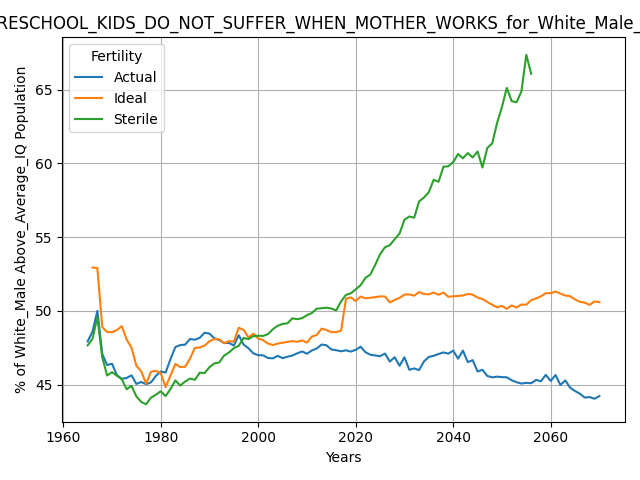 RESCHOOL_KIDS_DO_NOT_SUFFER_WHEN_MOTHER_WORKS_for_White_Male_
Fertility
Actual
Ideal
Sterile
% of White_Male Above_Average_IQ Population
65
60
55
50
45
1960
1980
2000
2020
2040
2060
Years